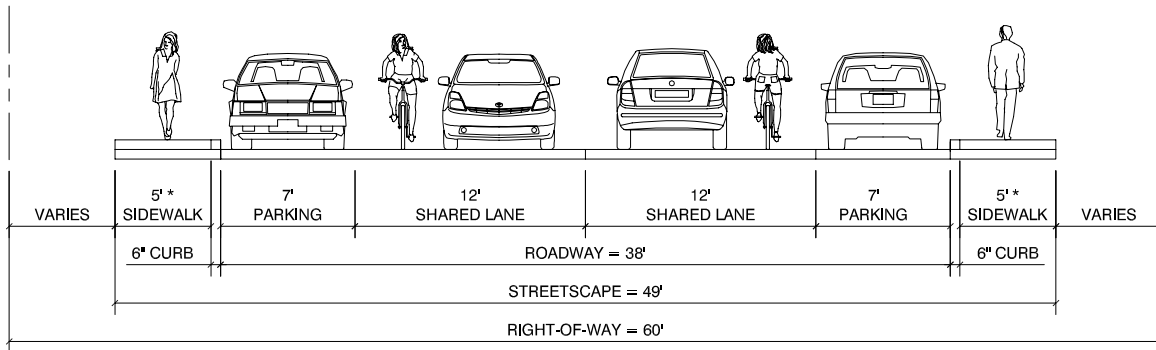 5' *
7'
12'
12'
7'
5' *
VARIES
SIDEWALK
PARKING
SHARED LANE
SHARED LANE
PARKING
SIDEWALK
VARIES
6" CURB
ROADWAY = 38'
6" CURB
STREETSCAPE = 49'
RIGHT-OF-WAY = 60'